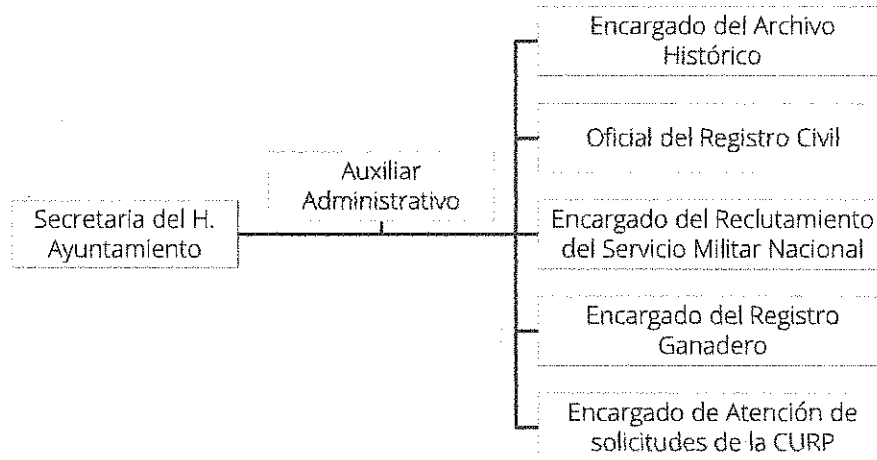 Encargado del Archivo
Histórico
Oficial del Registro Civil
Auxiliar
Administrativo
Secretaria del H.
Ayuntamiento
Encargado del Reclutamiento
del Servicio Militar Nacional
Encargado del Registro
Ganadero
Encargado de Atención de
solicitudes de la CURP